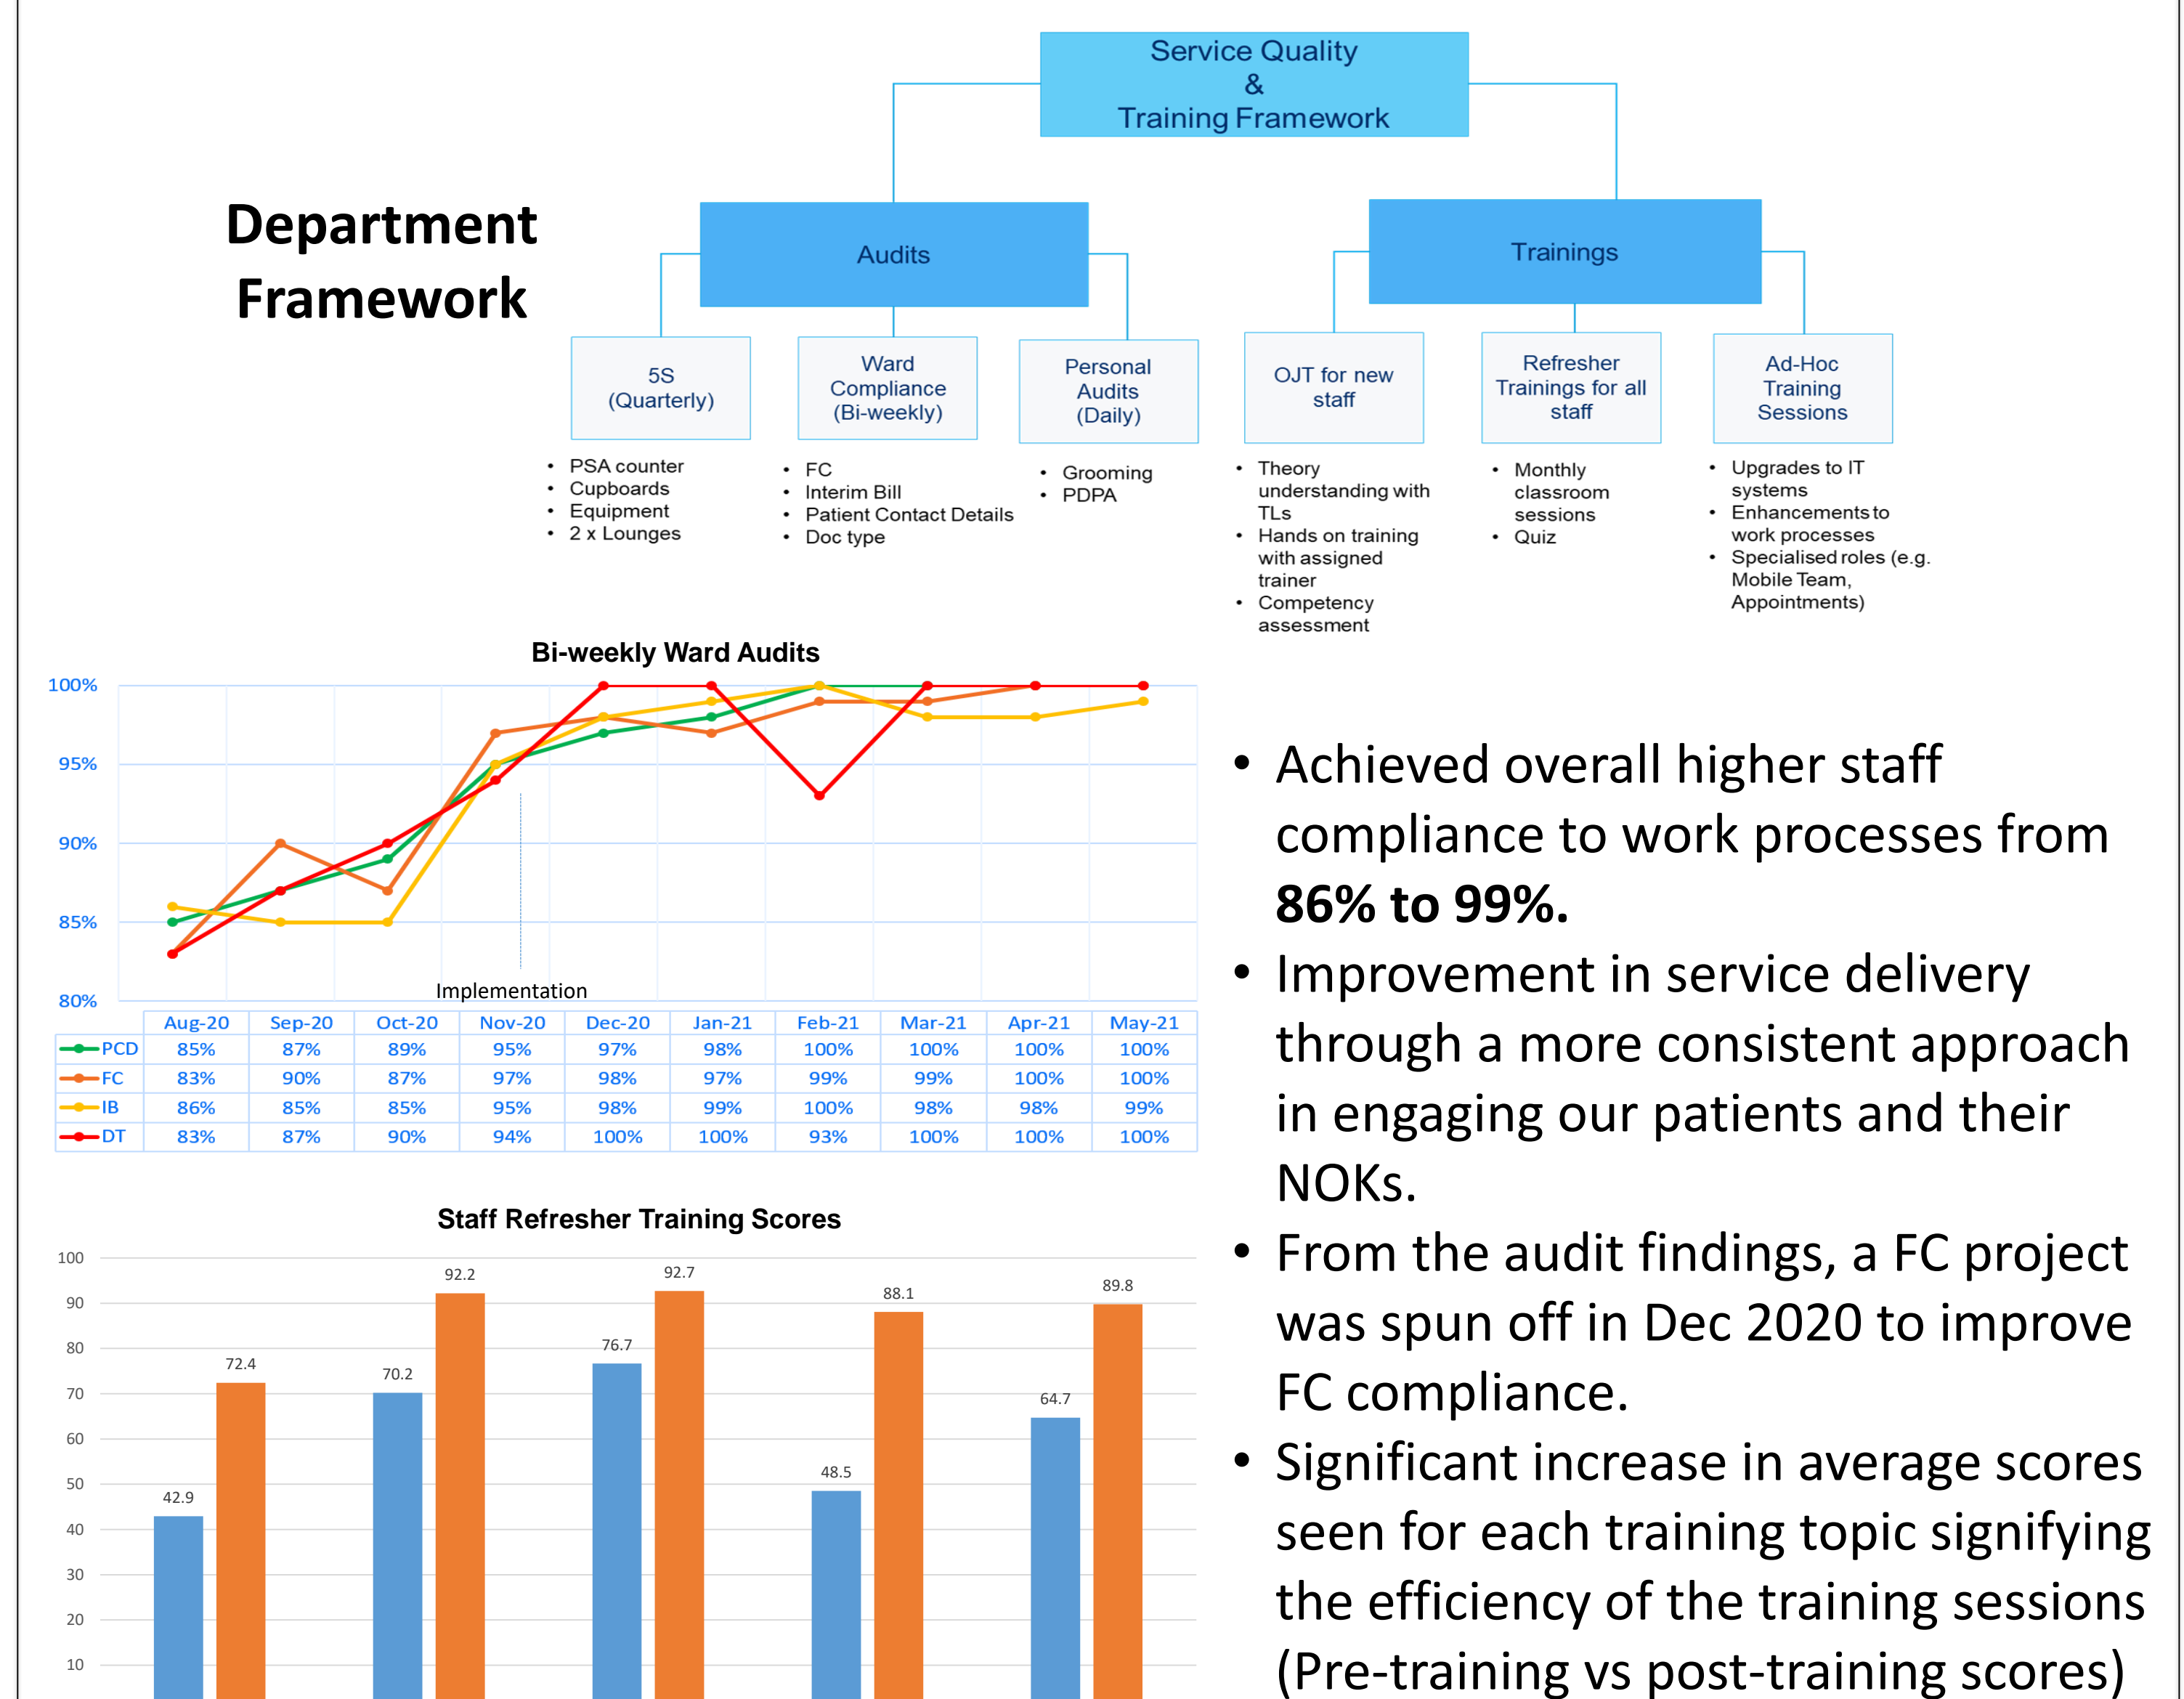 Service Quality
&
Training Framework
Department
Framework
Audits
Trainings
5S
(Quarterly)
Ward
Compliance
(Bi-weekly)
Personal
Audits
(Daily)
OJT for new
staff
Refresher
Trainings for all
staff
Ad-Hoc
Training
Sessions
• PSA counter
• Cupboards
• Equipment
• 2 x Lounges
• FC
• Interim Bill
• Patient Contact Details
• Doc type
• Grooming
• PDPA
• Theory
understanding with
TLs
• Hands on training
with assigned
trainer
• Competency
assessment
• Monthly
classroom
sessions
• Quiz
• Upgrades to IT
systems
• Enhancements to
work processes
• Specialised roles (e.g.
Mobile Team,
Appointments)
Bi-weekly Ward Audits
100%
95%
90%
85%
80%
Implementation
Aug-20 Sep-20 Oct-20 Nov-20 Dec-20 Jan-21 Feb-21 Mar-21 Apr-21 May-21
PCD 85% 87% 89% 95% 97% 98% 100% 100% 100% 100%
FC 83% 90% 87% 97% 98% 97% 99% 99% 100% 100%
IB 86% 85% 85% 95% 98% 99% 100% 98% 98% 99%
DT 83% 87% 90% 94% 100% 100% 93% 100% 100% 100%
• Achieved overall higher staff
compliance to work processes from
86% to 99%.
• Improvement in service delivery
through a more consistent approach
in engaging our patients and their
NOKs.
• From the audit findings, a FC project
was spun off in Dec 2020 to improve
FC compliance.
• Significant increase in average scores
seen for each training topic signifying
the efficiency of the training sessions
(Pre-training vs post-training scores)
Staff Refresher Training Scores
100
90
80
70
60
50
40
30
20
10
42.9 72.4
70.2 92.2
76.7 92.7
48.5 88.1
64.7 89.8